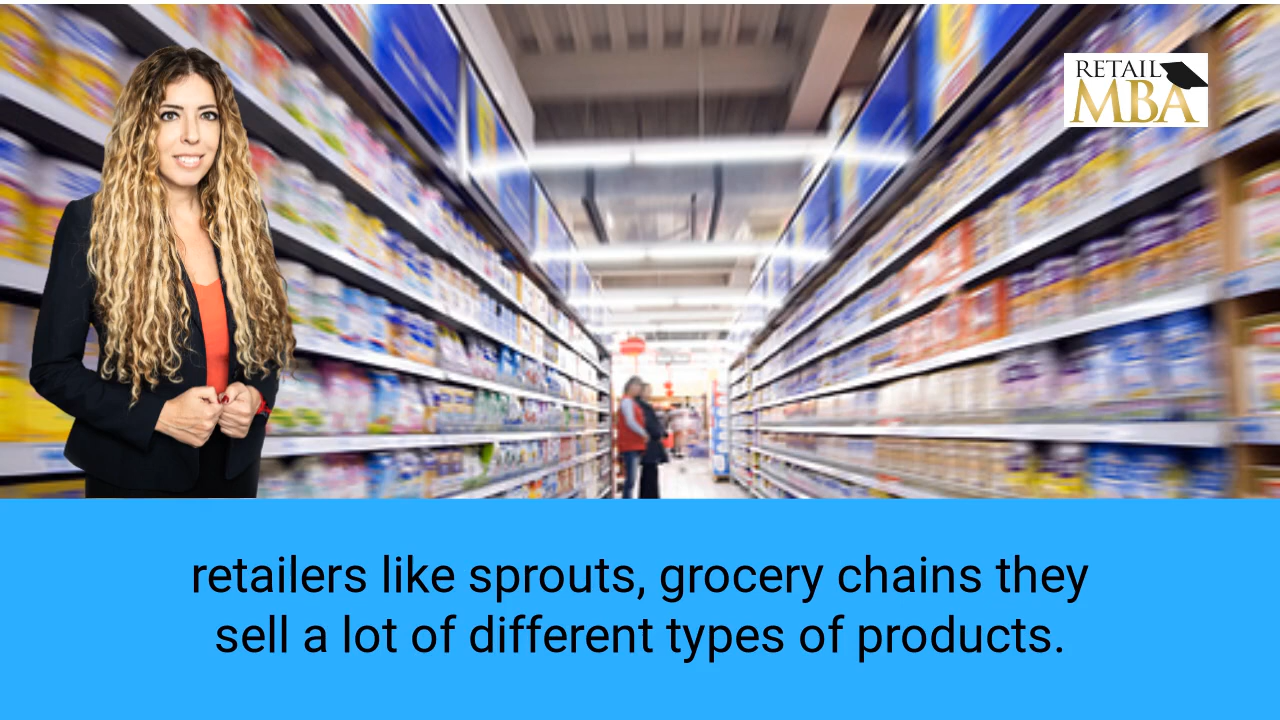 RETAIL
MBA
retailers like sprouts, grocery chains they
sell a lot of different types of products.